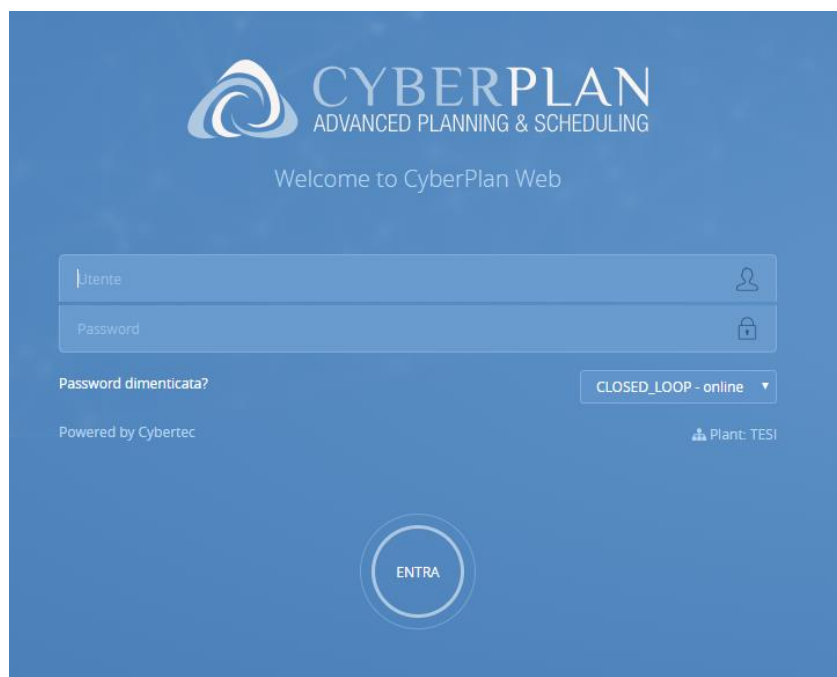 CYBERPLAN
ADVANCED PLANNING & SCHEDULING
Welcome to CyberPlan Web
Utente
Password
Password dimenticata?
CLOSED_LOOP - online
Powered by Cybertec
Plant: TESI
ENTRA